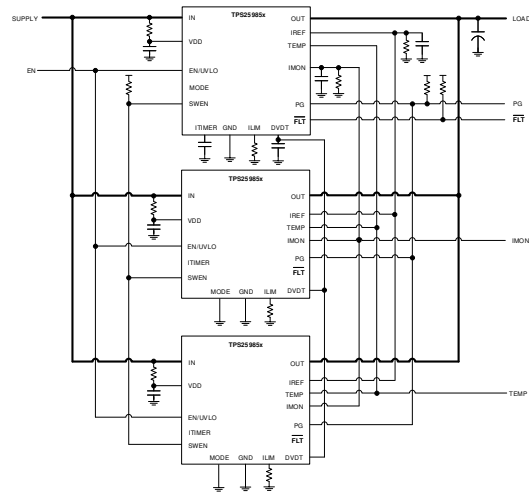 TPS25985x
SUPPLY
IN
OUT
LOAD
IREF
VDD
TEMP
EN
EN/UVLO
IMON
MODE
SWEN
PG
PG
FLT
FLT
ITIMER
GND
ILIM
DVDT
TPS25985x
IN
OUT
VDD
IREF
TEMP
EN/UVLO
IMON
IMON
ITIMER
PG
SWEN
FLT
MODE
GND
ILIM
DVDT
TPS25985x
IN
OUT
VDD
IREF
TEMP
TEMP
IMON
EN/UVLO
PG
ITIMER
FLT
SWEN
MODE
GND
ILIM
DVDT